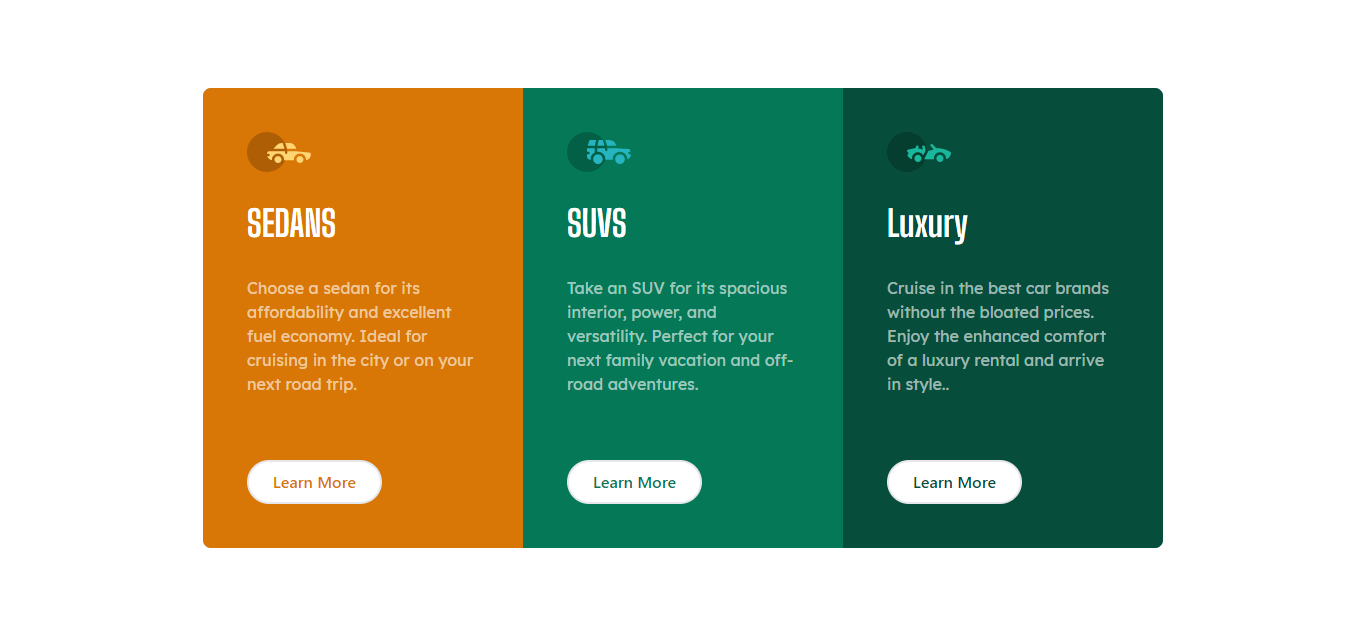 SEDANS
Choose a sedan for its
affordability and excellent
fuel economy. Ideal for
cruising in the city or on your
next road trip.
Learn More
SUVS
Take an SUV for its spacious
interior, power, and
versatility. Perfect for your
next family vacation and off-
road adventures.
Learn More
Luxury
Cruise in the best car brands
without the bloated prices.
Enjoy the enhanced comfort
of a luxury rental and arrive
in style..
Learn More